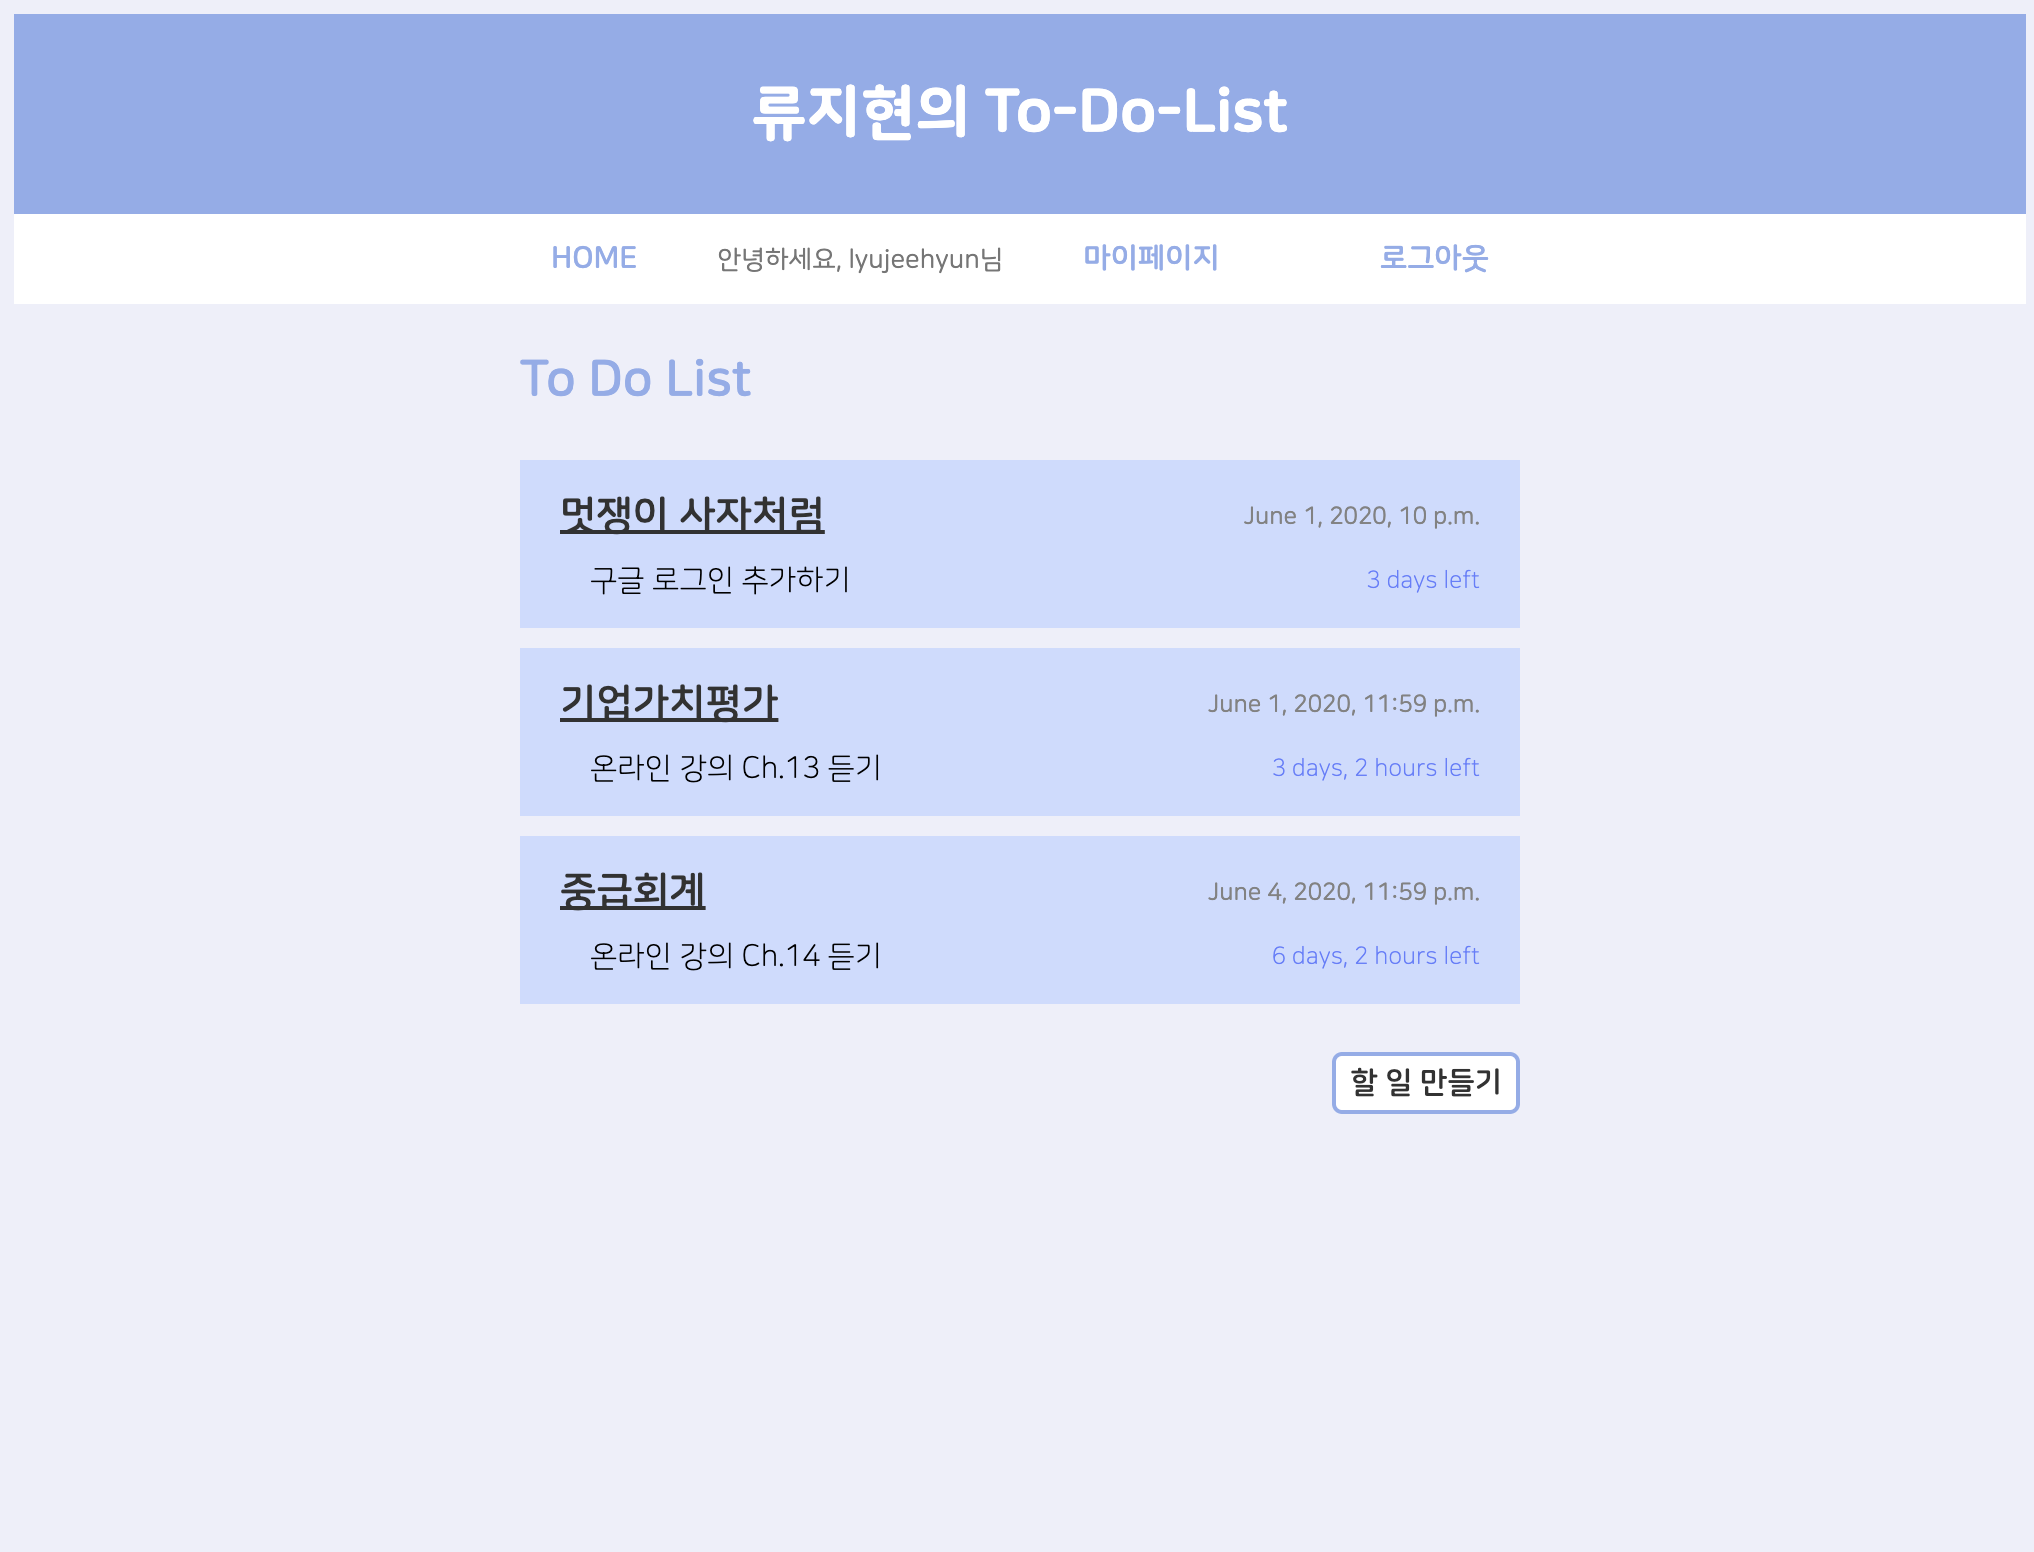 류지현의 To-Do-List
HOME 안녕하세요, lyujeehyun님 마이페이지 로그아웃
To Do List
멋쟁이 사자처럼 June 1, 2020, 10 p.m.
구글 로그인 추가하기 3 days left
기업가치평가 June 1, 2020, 11:59 p.m.
온라인 강의 Ch.13 듣기 3 days, 2 hours left
중급회계 June 4, 2020, 11:59 p.m.
온라인 강의 Ch.14 듣기 6 days, 2 hours left
할 일 만들기